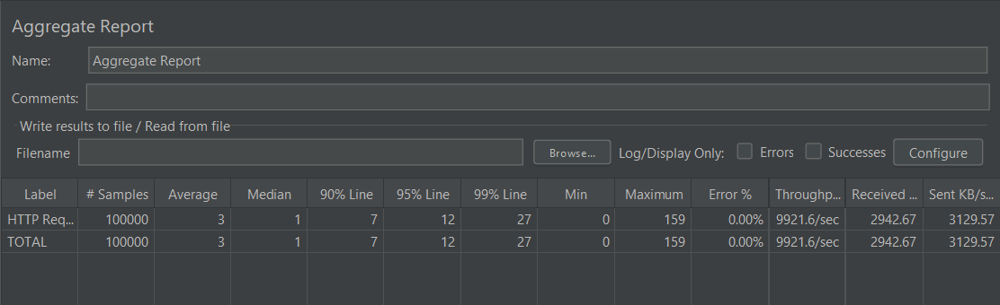 Aggregate Report
Name: Aggregate Report
Comments:
Write results to file / Read from file
Filename Browse... Log/Display Only: Errors Successes Configure
Label # Samples Average Median 90% Line 95% Line 99% Line Min Maximum Error % Throughp... Received ... Sent KB/s...
HTTP Req... 100000 3 1 7 12 27 0 159 0.00% 9921.6/sec 2942.67 3129.57
TOTAL 100000 3 1 7 12 27 0 159 0.00% 9921.6/sec 2942.67 3129.57